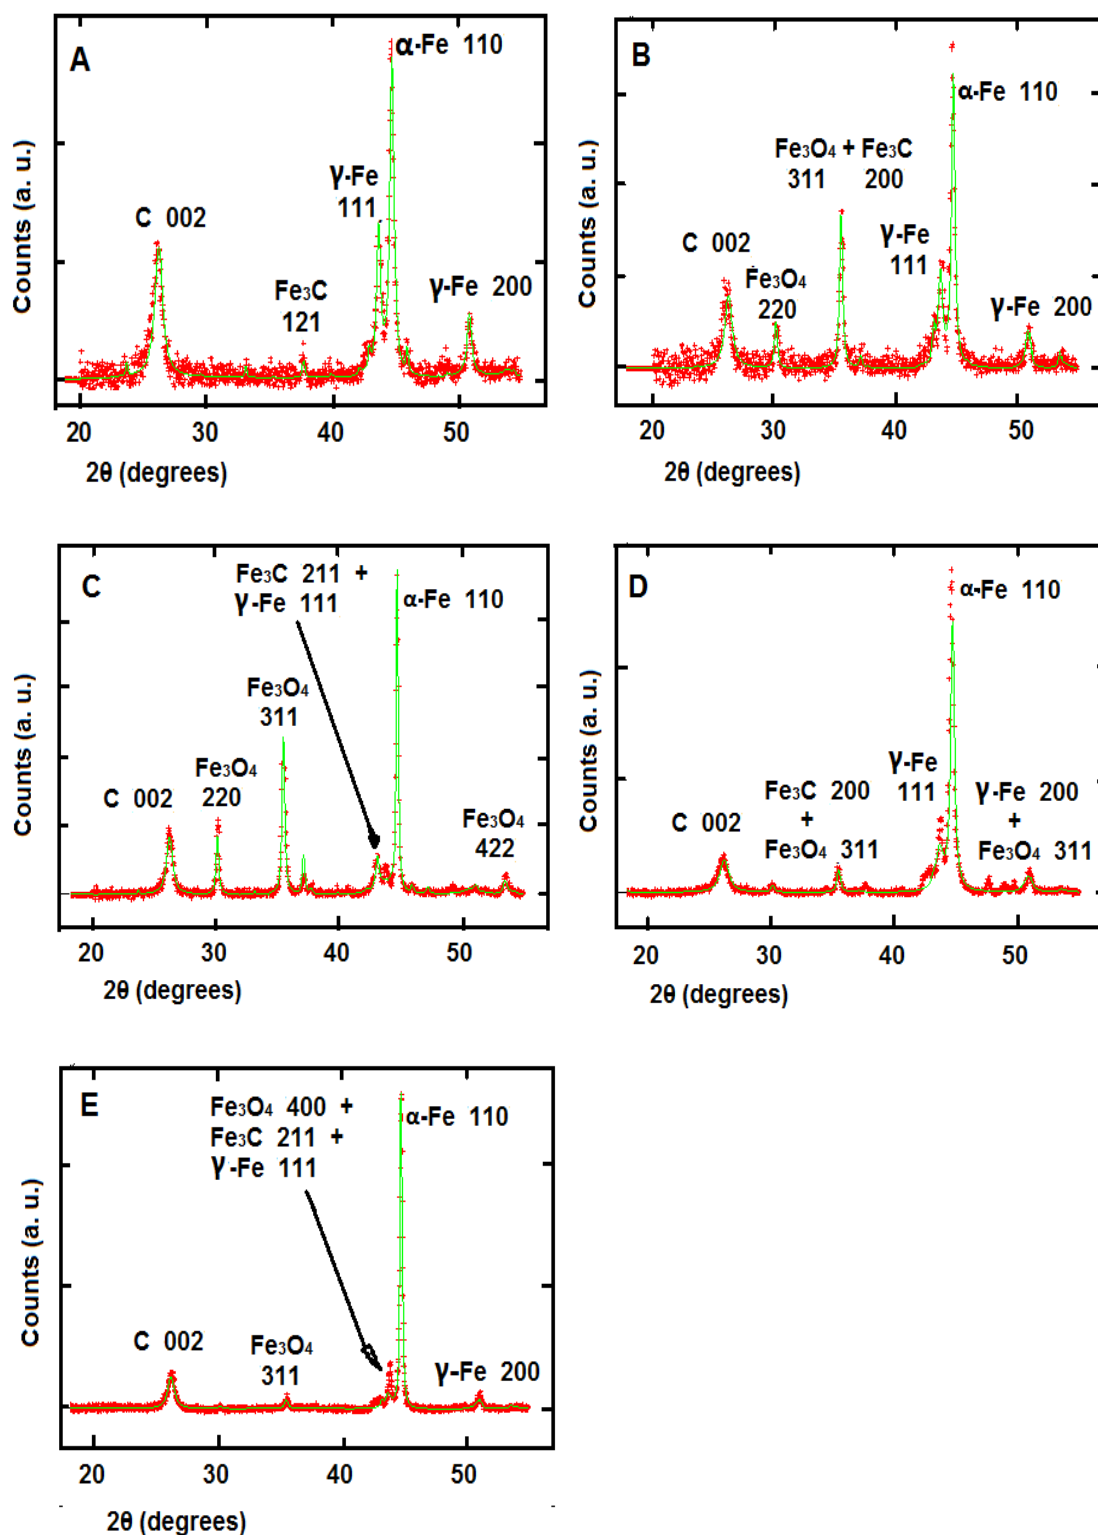 A
α-Fe 110
γ-Fe
111
C 002
Fe₃C
121
γ-Fe 200
Counts (a. u.)
20 30 40 50
2θ (degrees)
B
α-Fe 110
Fe₃O₄ + Fe₃C
311 200
C 002
γ-Fe
111
Fe₃O₄
220
γ-Fe 200
Counts (a. u.)
20 30 40 50
2θ (degrees)
C
Fe₃C 211 +
γ-Fe 111
α-Fe 110
Fe₃O₄
311
Fe₃O₄
220
C 002
Fe₃O₄
422
Counts (a. u.)
20 30 40 50
2θ (degrees)
D
α-Fe 110
γ-Fe
111
Fe₃C 200
+
Fe₃O₄ 311
γ-Fe 200
+
Fe₃O₄ 311
C 002
Counts (a. u.)
20 30 40 50
2θ (degrees)
E
Fe₃O₄ 400 +
Fe₃C 211 +
γ-Fe 111
α-Fe 110
C 002
Fe₃O₄
311
γ-Fe 200
Counts (a. u.)
20 30 40 50
2θ (degrees)